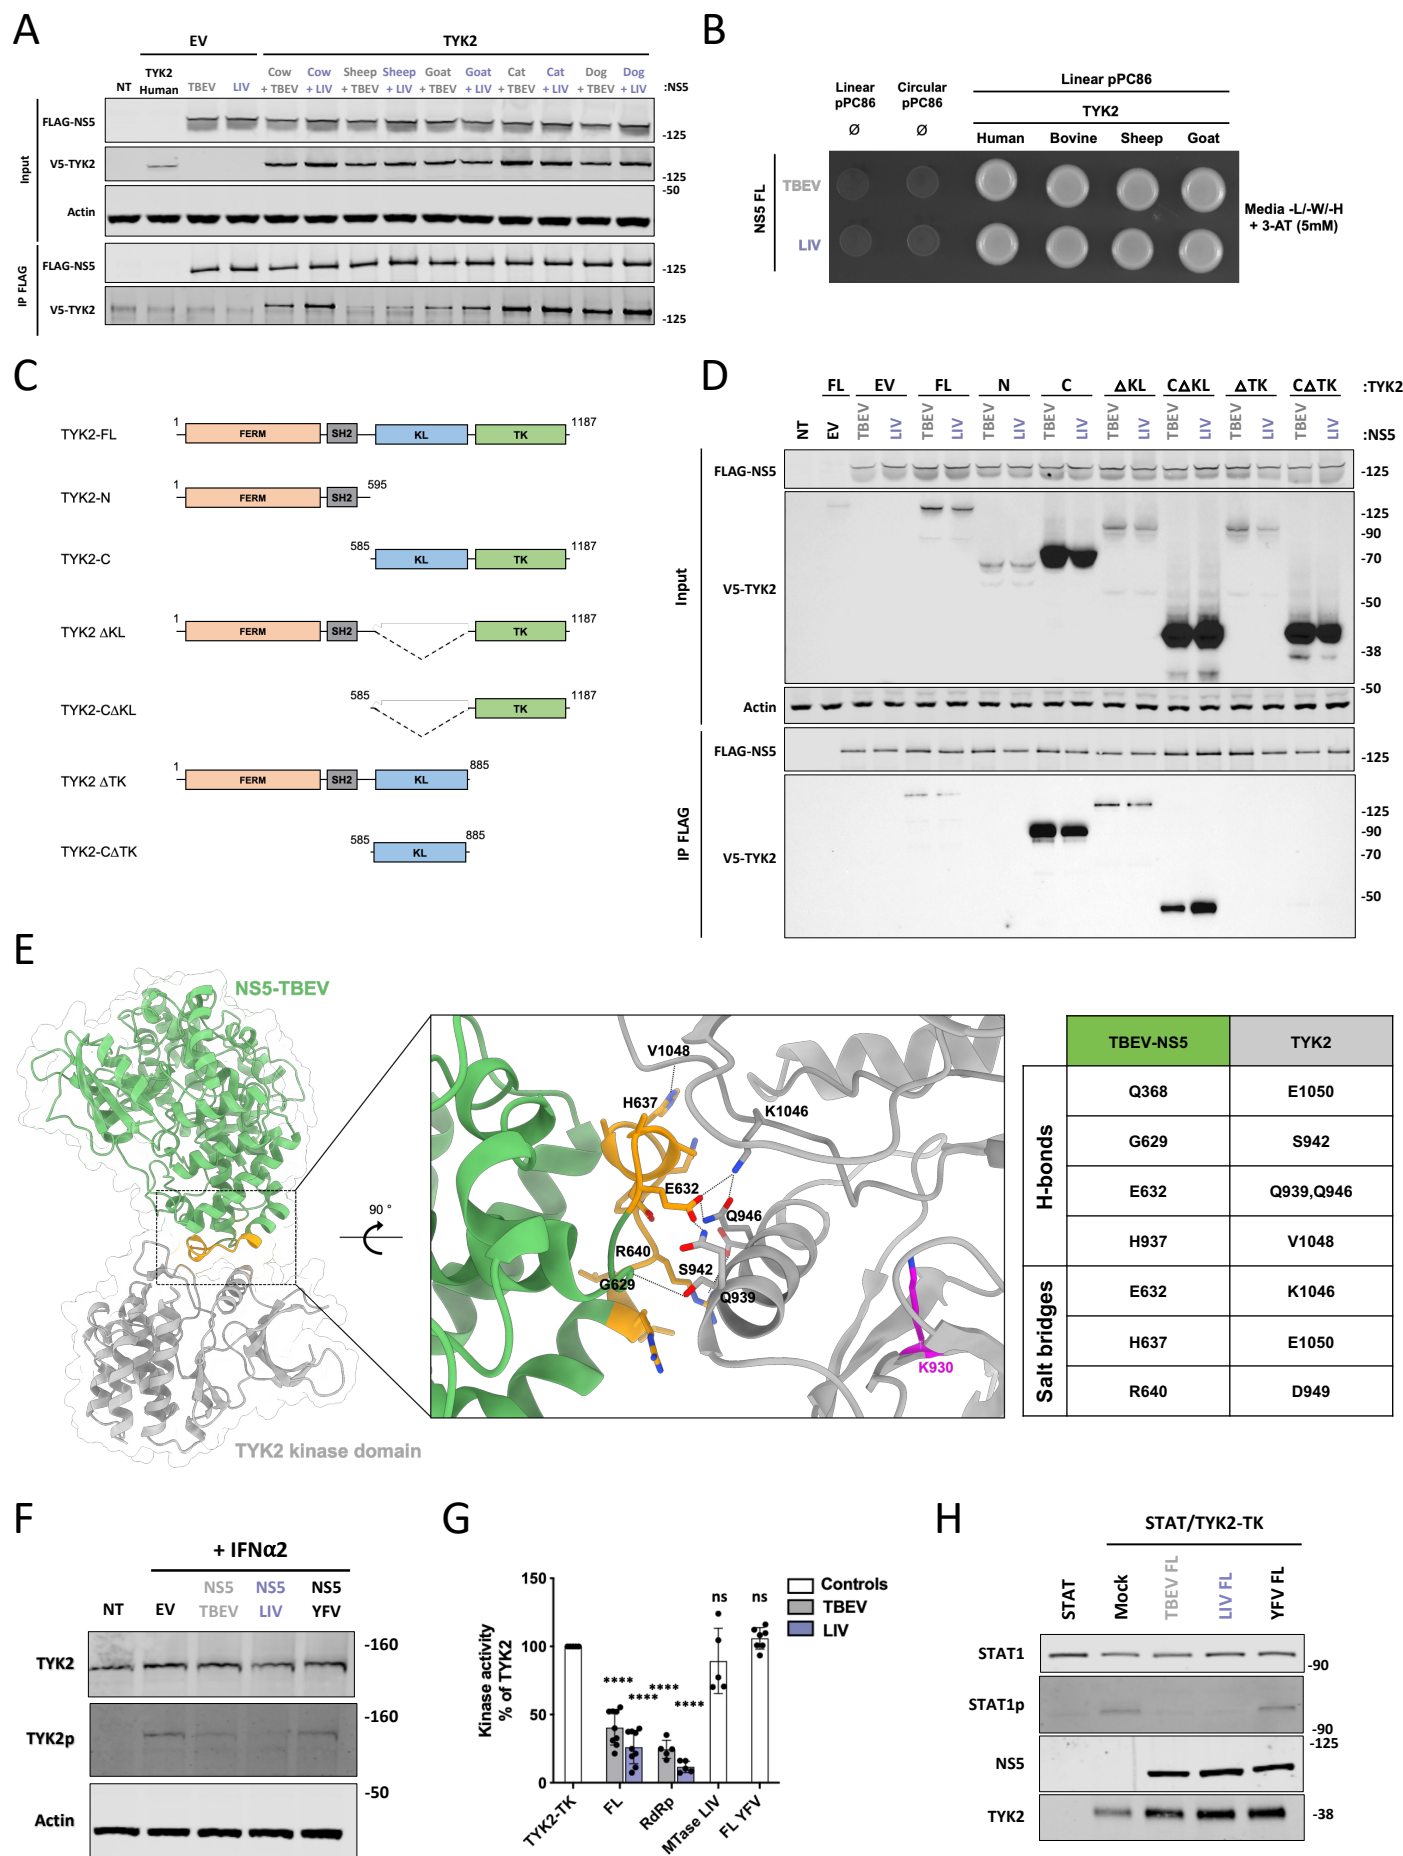 A
EV
TYK2
NT
TYK2 Human
TBEV
LIV
Cow + TBEV
Cow + LIV
Sheep + TBEV
Sheep + LIV
Goat + TBEV
Goat + LIV
Cat + TBEV
Cat + LIV
Dog + TBEV
Dog + LIV
:NS5
Input
FLAG-NS5
-125
V5-TYK2
-125
-50
Actin
IP FLAG
FLAG-NS5
-125
V5-TYK2
-125
B
Linear pPC86
Circular pPC86
Linear pPC86
TYK2
Ø
Ø
Human
Bovine
Sheep
Goat
NS5 FL
TBEV
LIV
Media -L/-W/-H
+ 3-AT (5mM)
C
TYK2-FL
1
FERM
SH2
KL
TK
1187
TYK2-N
1
FERM
SH2
595
TYK2-C
585
KL
TK
1187
TYK2 ΔKL
1
FERM
SH2
TK
1187
TYK2-CΔKL
585
TK
1187
TYK2 ΔTK
1
FERM
SH2
KL
885
TYK2-CΔTK
585
KL
885
D
FL
EV
FL
N
C
ΔKL
CΔKL
ΔTK
CΔTK
:TYK2
NT
EV
TBEV
LIV
TBEV
LIV
TBEV
LIV
TBEV
LIV
TBEV
LIV
TBEV
LIV
TBEV
LIV
TBEV
LIV
:NS5
Input
FLAG-NS5
-125
V5-TYK2
-125
-90
-70
-50
-38
-50
Actin
IP FLAG
FLAG-NS5
-125
V5-TYK2
-125
-90
-70
-50
E
NS5-TBEV
TYK2 kinase domain
90 °
V1048
H637
K1046
E632
Q946
R640
S942
G629
Q939
K930
TBEV-NS5 TYK2
H-bonds
Q368 E1050
G629 S942
E632 Q939,Q946
H937 V1048
Salt bridges
E632 K1046
H637 E1050
R640 D949
F
+ IFNα2
NT
EV
NS5 TBEV
NS5 LIV
NS5 YFV
TYK2
-160
TYK2p
-160
-50
Actin
G
Kinase activity
% of TYK2
150
100
50
0
****
****
****
****
ns
ns
Controls
TBEV
LIV
TYK2-TK
FL
RdRp
MTase LIV
FL YFV
H
STAT/TYK2-TK
STAT
Mock
TBEV FL
LIV FL
YFV FL
STAT1
-90
STAT1p
-90
-125
NS5
TYK2
-38